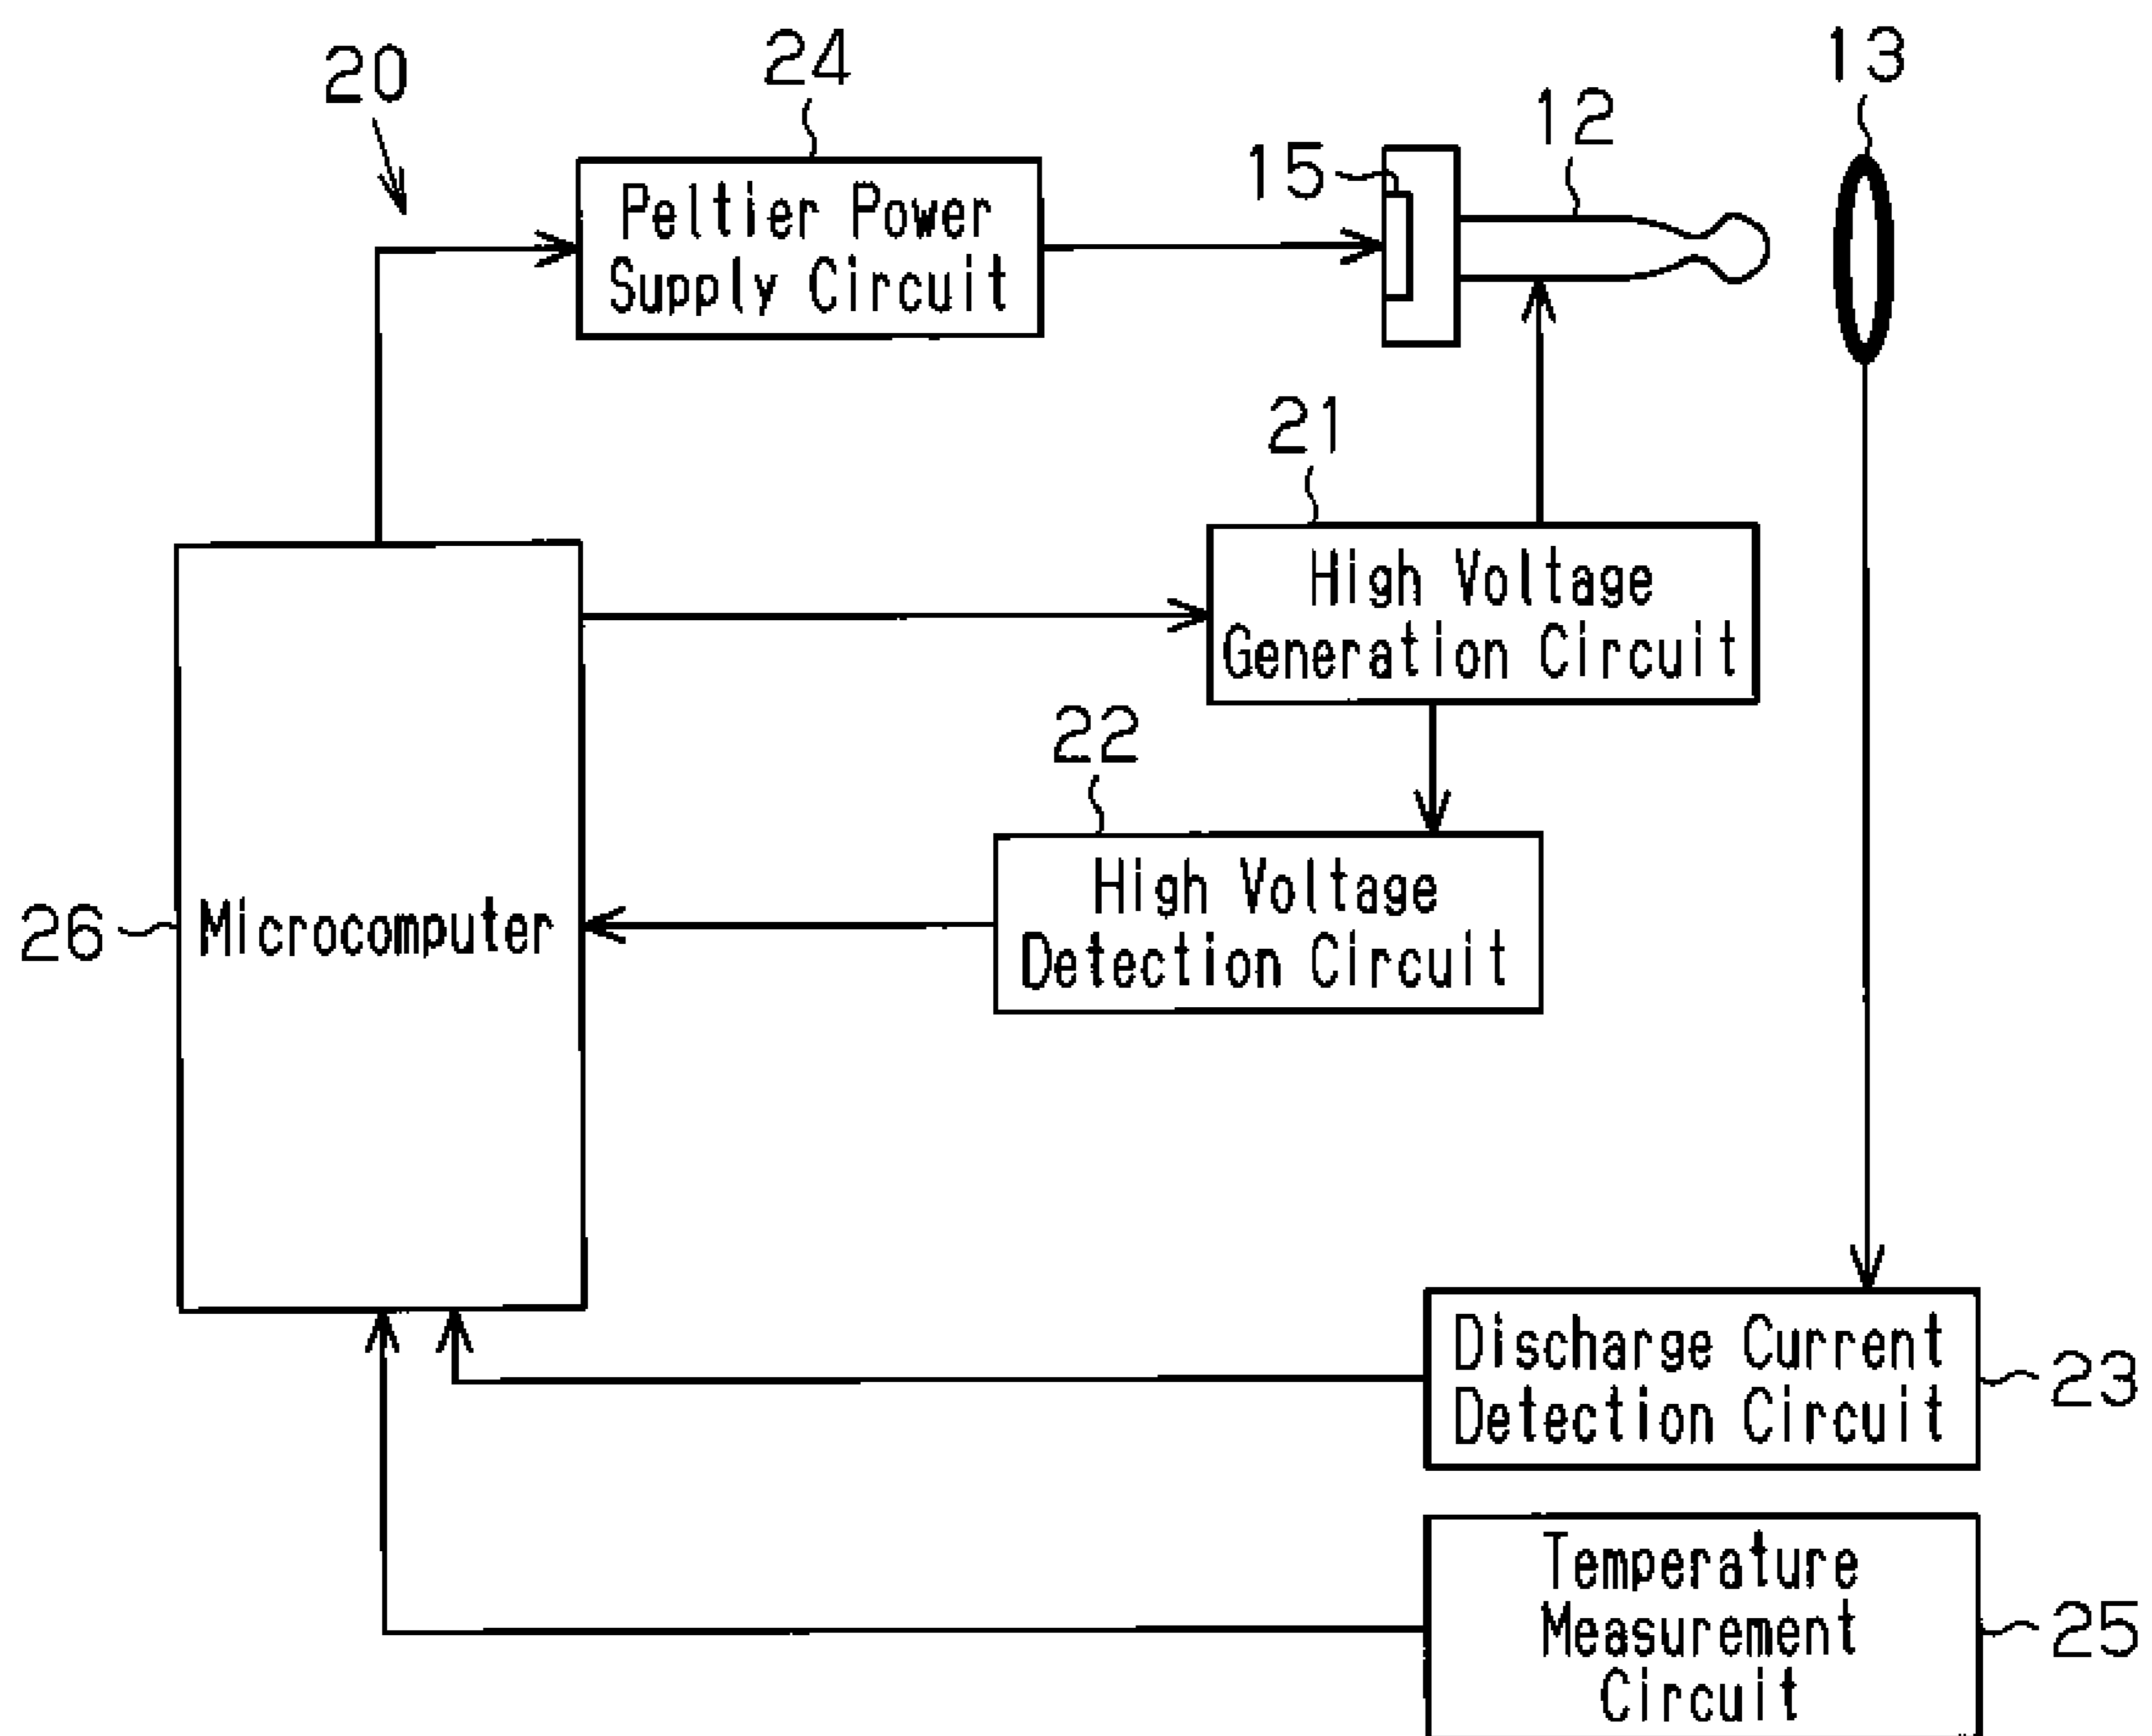 20
24
12
13
15
Peltier Power
Supply Circuit
21
High Voltage
Generation Circuit
22
High Voltage
Detection Circuit
26
Microcomputer
Discharge Current
Detection Circuit
23
Temperature
Measurement
Circuit
25